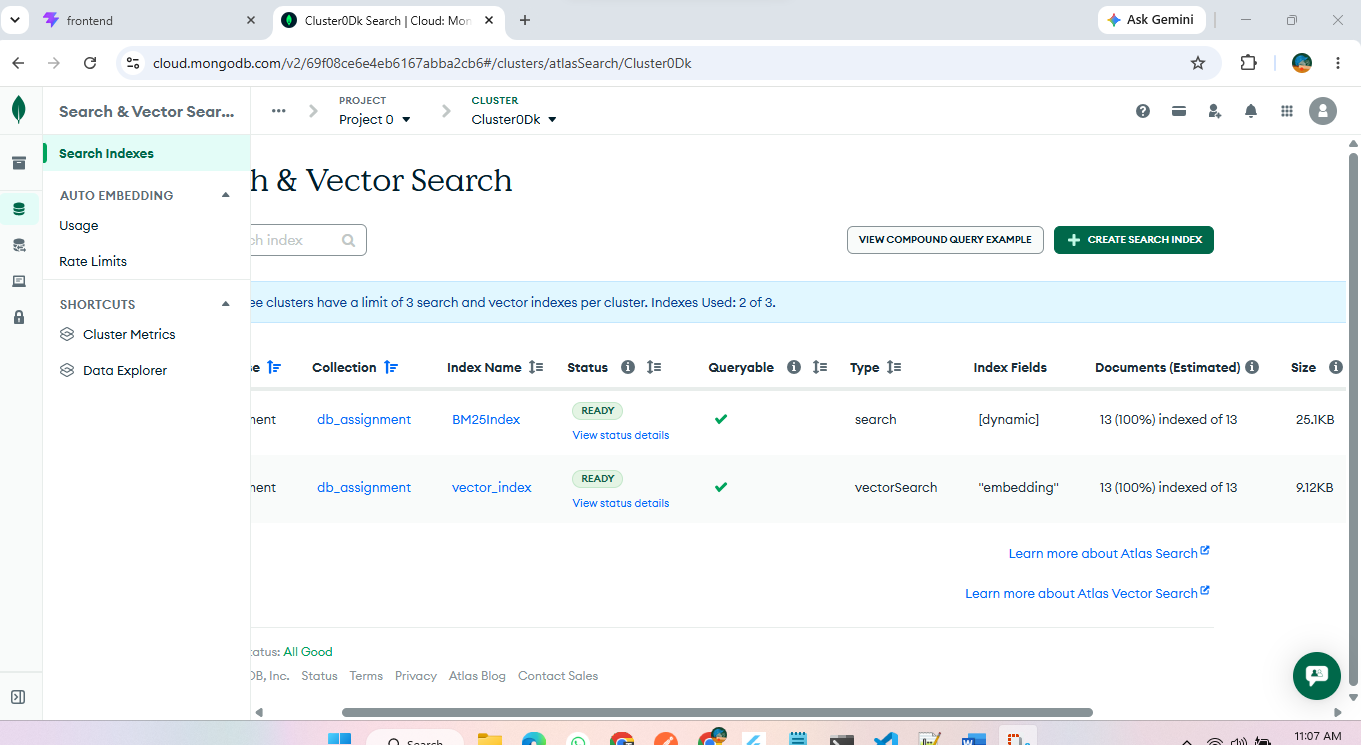 frontend
Cluster0Dk Search | Cloud: Mon
Ask Gemini
cloud.mongodb.com/v2/69f08ce6e4eb6167abba2cb6#/clusters/atlasSearch/Cluster0Dk
Search & Vector Sear...
PROJECT
Project 0
CLUSTER
Cluster0Dk
Search Indexes
AUTO EMBEDDING
Usage
Rate Limits
SHORTCUTS
Cluster Metrics
Data Explorer
h & Vector Search
ch index
VIEW COMPOUND QUERY EXAMPLE
CREATE SEARCH INDEX
ee clusters have a limit of 3 search and vector indexes per cluster. Indexes Used: 2 of 3.
se Collection Index Name Status Queryable Type Index Fields Documents (Estimated) Size
ment db_assignment BM25Index READY search [dynamic] 13 (100%) indexed of 13 25.1KB
View status details
ment db_assignment vector_index READY vectorSearch "embedding" 13 (100%) indexed of 13 9.12KB
View status details
Learn more about Atlas Search
Learn more about Atlas Vector Search
tatus: All Good
DB, Inc. Status Terms Privacy Atlas Blog Contact Sales
Search
11:07 AM